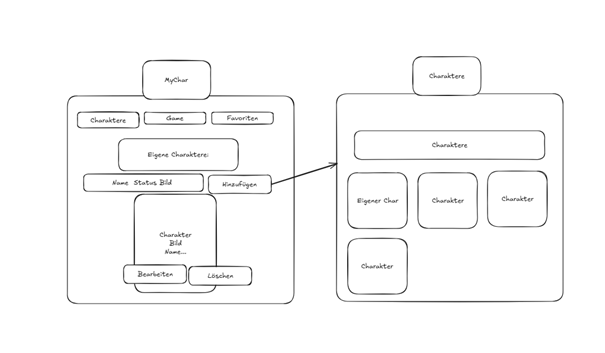 MyChar
Charaktere
Game
Favoriten
Eigene Charaktere:
Name Status Bild
Hinzufügen
Charakter
Bild
Name...
Bearbeiten
Löschen
Charaktere
Charaktere
Eigener Char
Charakter
Charakter
Charakter